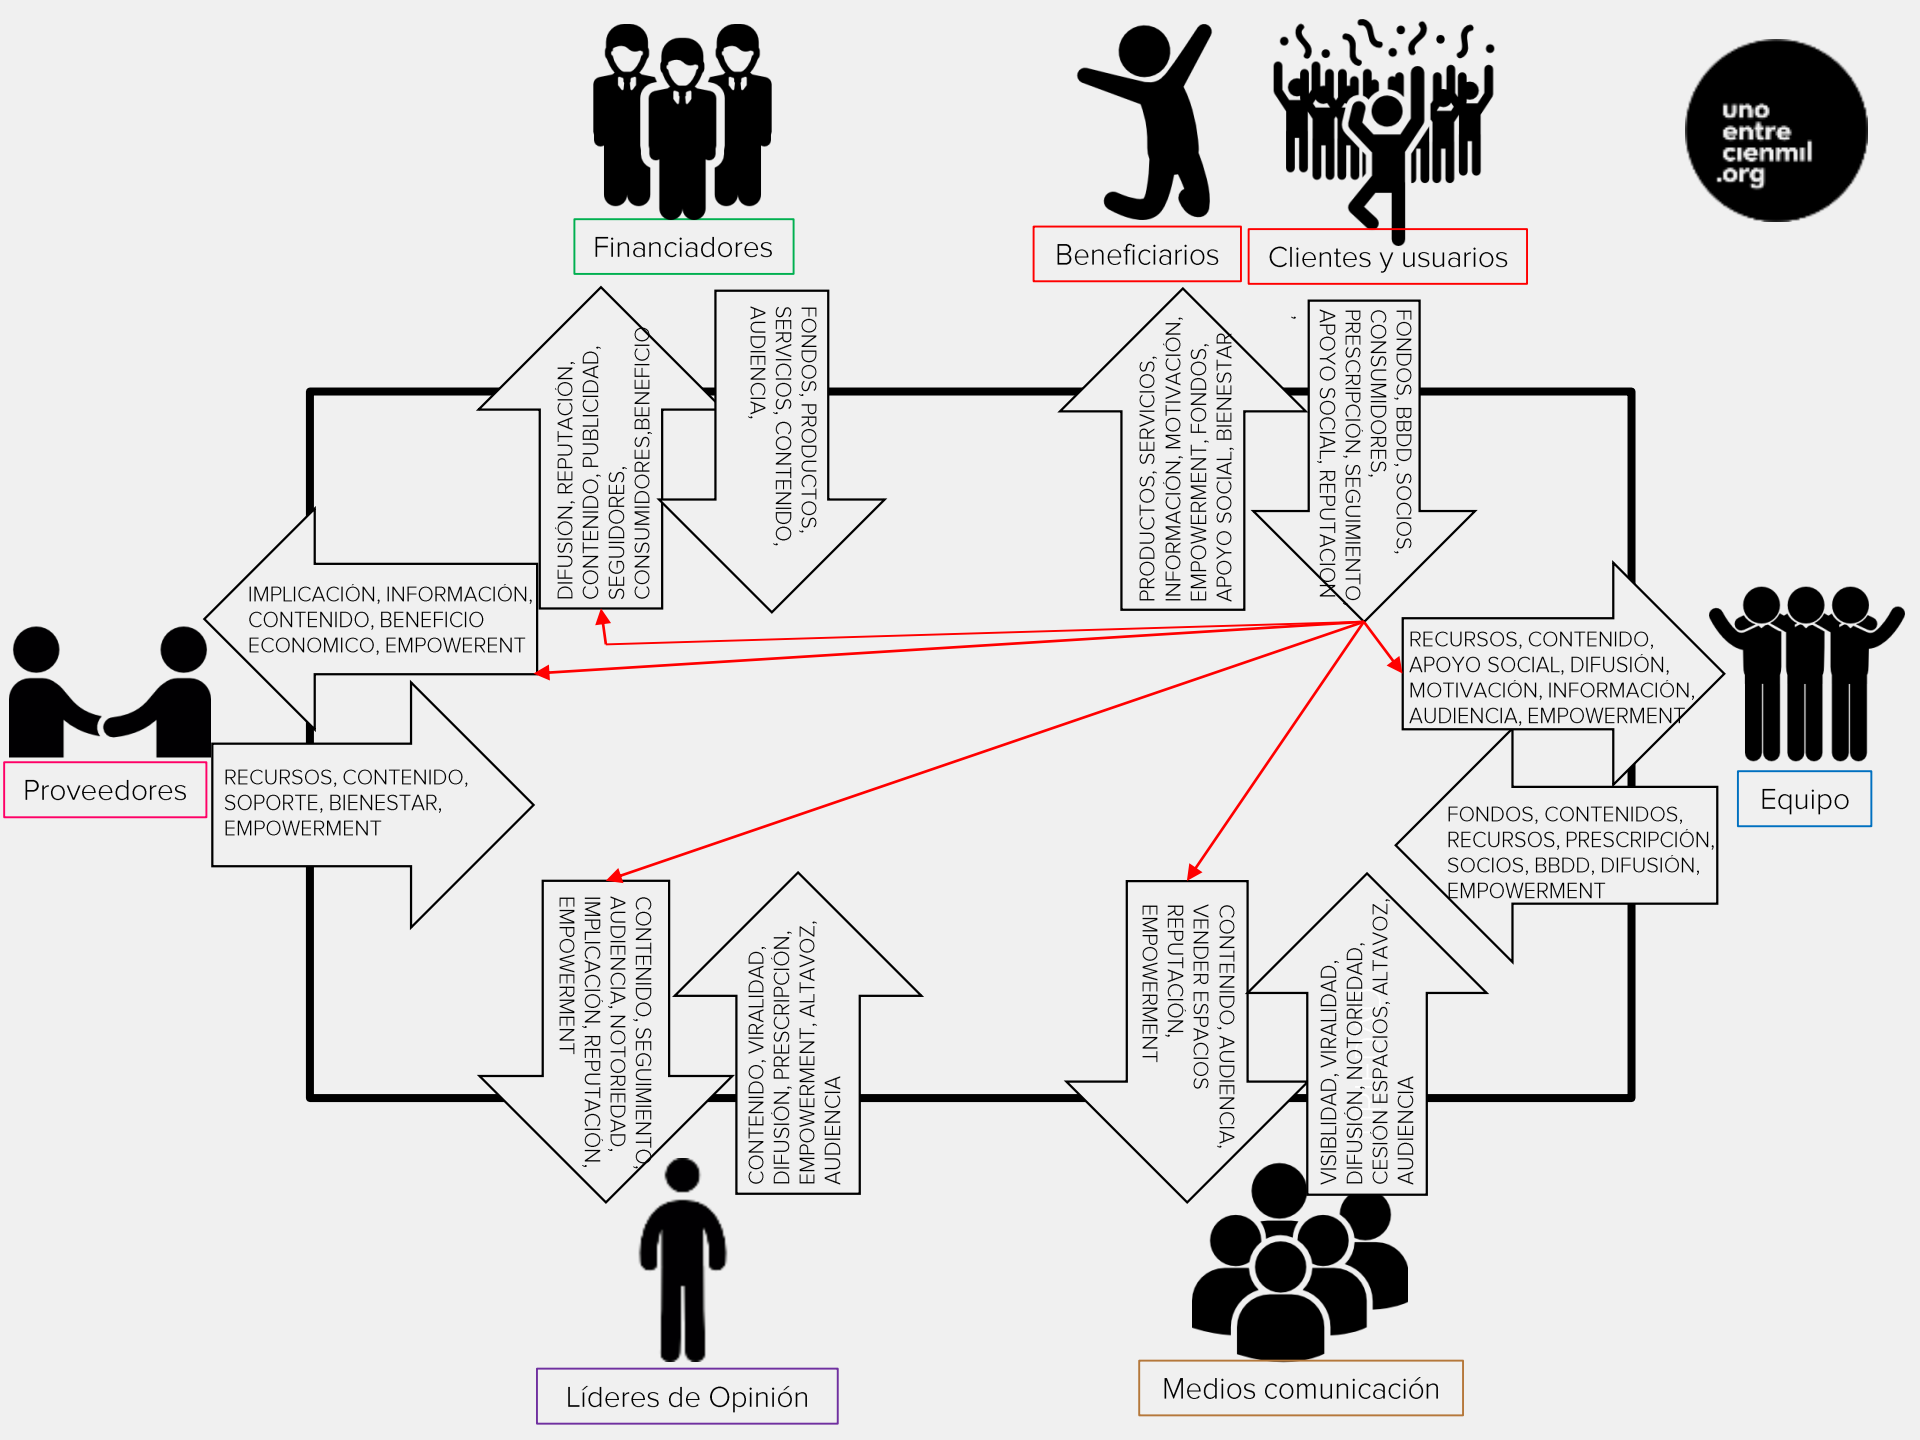 uno
entre
cienmil
.org
Financiadores
Beneficiarios
Clientes y usuarios
DIFUSIÓN, REPUTACIÓN,
CONTENIDO, PUBLICIDAD,
SEGUIDORES,
CONSUMIDORES,BENEFICIO
FONDOS, PRODUCTOS,
SERVICIOS, CONTENIDO,
AUDIENCIA,
PRODUCTOS, SERVICIOS,
INFORMACIÓN, MOTIVACIÓN,
EMPOWERMENT, FONDOS,
APOYO SOCIAL, BIENESTAR
FONDOS, BBDD, SOCIOS,
CONSUMIDORES,
PRESCRIPCIÓN, SEGUIMIENTO
APOYO SOCIAL, REPUTACION
,
IMPLICACIÓN, INFORMACIÓN,
CONTENIDO, BENEFICIO
ECONOMICO, EMPOWERENT
Proveedores
RECURSOS, CONTENIDO,
SOPORTE, BIENESTAR,
EMPOWERMENT
RECURSOS, CONTENIDO,
APOYO SOCIAL, DIFUSIÓN,
MOTIVACIÓN, INFORMACIÓN,
AUDIENCIA, EMPOWERMENT
Equipo
FONDOS, CONTENIDOS,
RECURSOS, PRESCRIPCIÓN,
SOCIOS, BBDD, DIFUSIÓN,
EMPOWERMENT
CONTENIDO, SEGUIMIENTO,
AUDIENCIA, NOTORIEDAD,
IMPLICACIÓN, REPUTACIÓN,
EMPOWERMENT
CONTENIDO, VIRALIDAD,
DIFUSIÓN, PRESCRIPCIÓN,
EMPOWERMENT, ALTAVOZ,
AUDIENCIA
CONTENIDO, AUDIENCIA,
VENDER ESPACIOS
REPUTACIÓN,
EMPOWERMENT
VISIBLIDAD, VIRALIDAD,
DIFUSIÓN, NOTORIEDAD,
CESIÓN ESPACIOS, ALTAVOZ,
AUDIENCIA
Líderes de Opinión
Medios comunicación